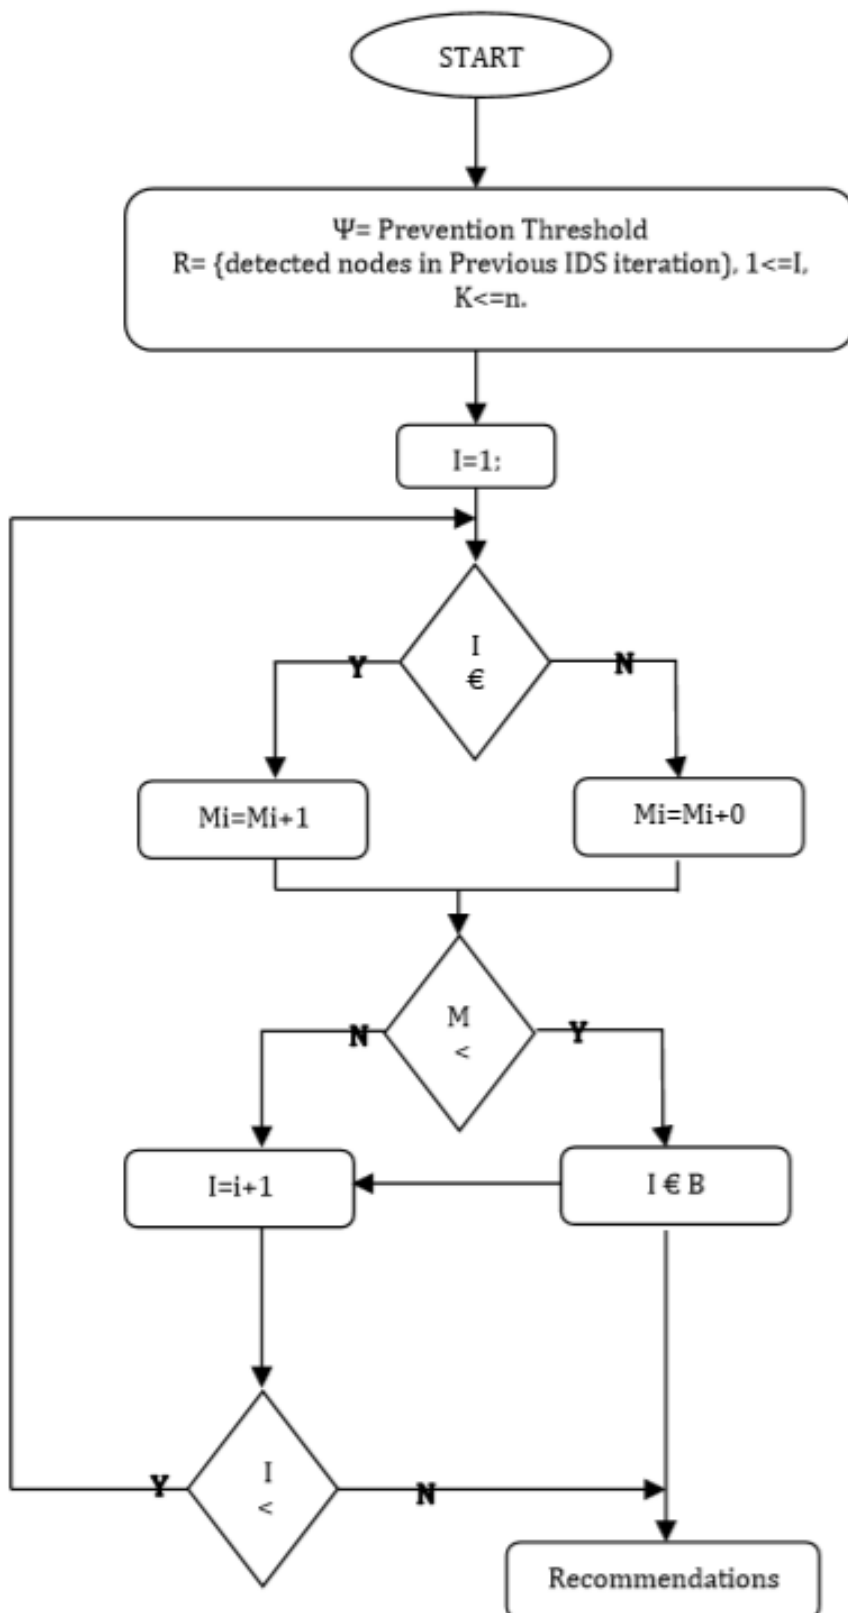 START
Ψ= Prevention Threshold
R= {detected nodes in Previous IDS iteration}, 1<=I,
K<=n.
I=1;
I
€
Y
N
Mi=Mi+1
Mi=Mi+0
M
<
N
Y
I=i+1
I € B
I
<
Y
N
Recommendations